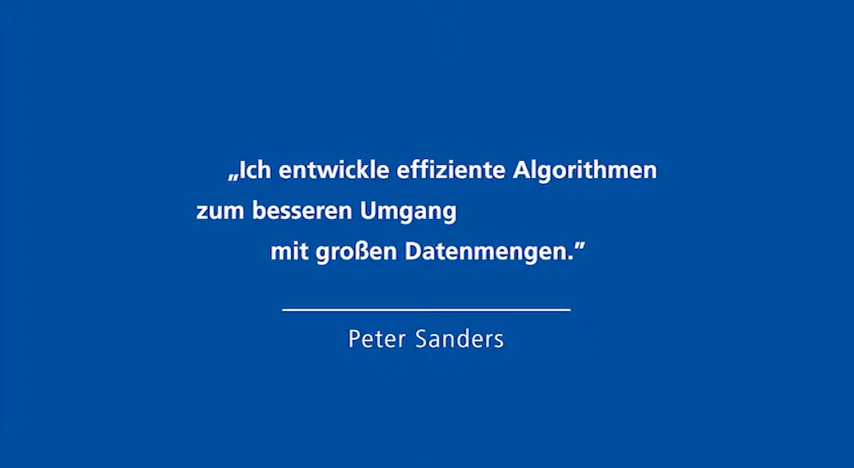 „Ich entwickle effiziente Algorithmen
zum besseren Umgang
mit großen Datenmengen.”
Peter Sanders